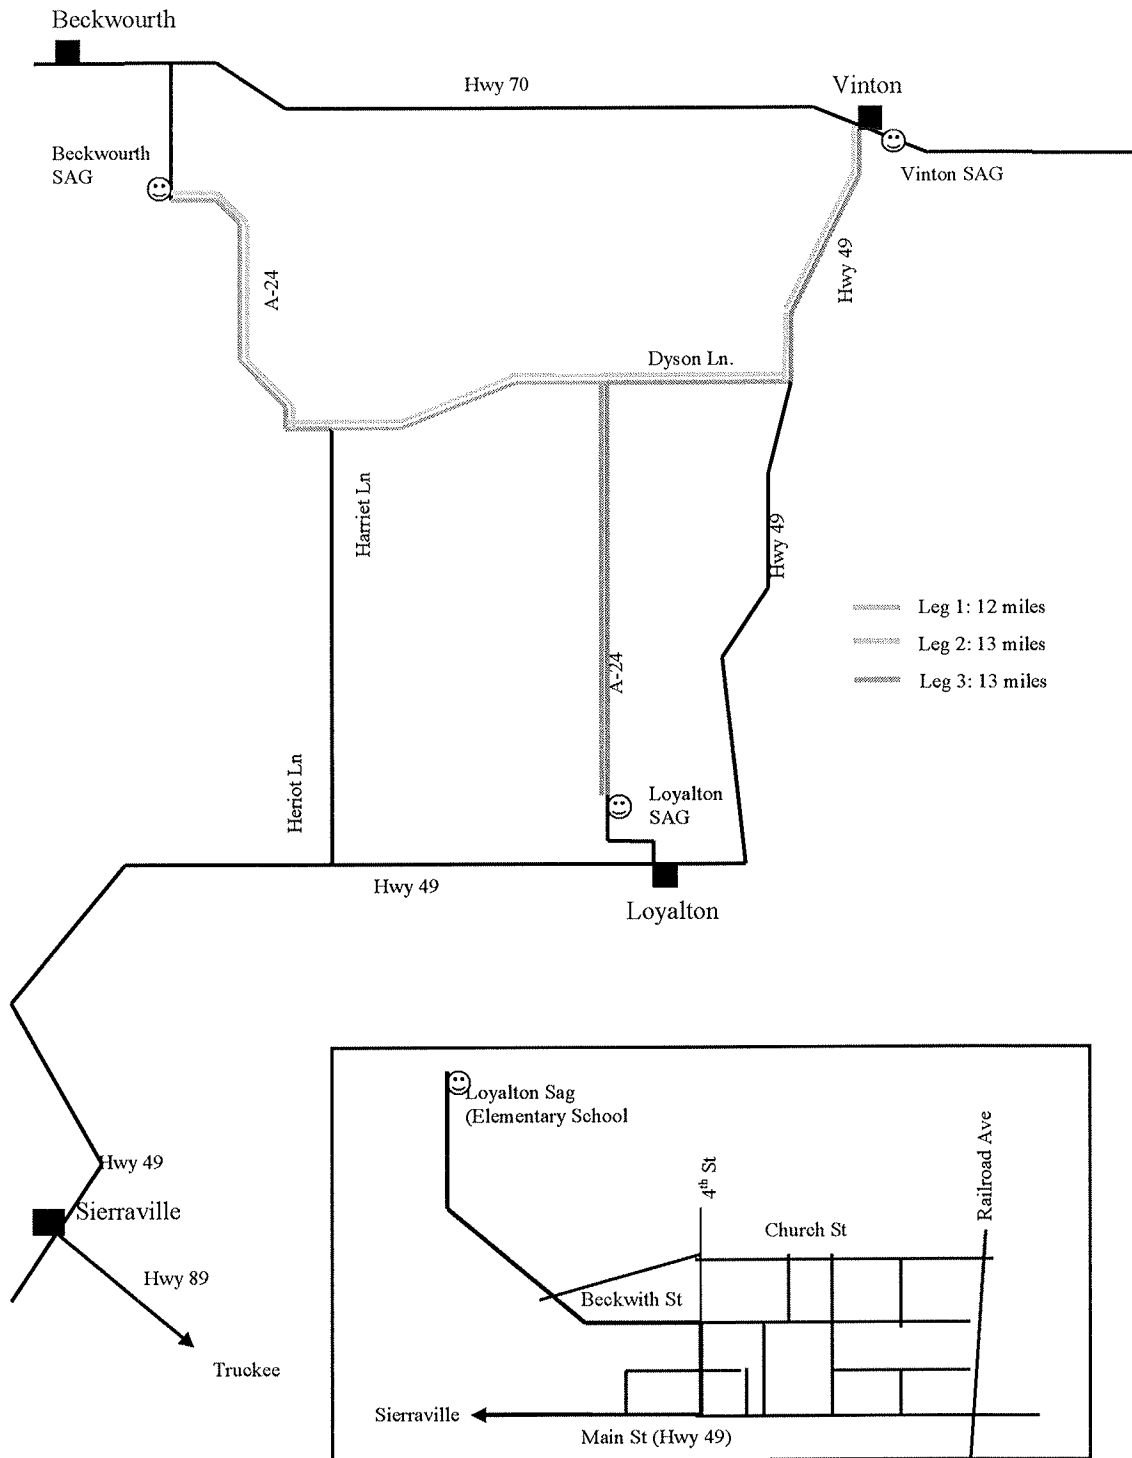 Beckwourth
Hwy 70
Vinton
Beckwourth
SAG
Vinton SAG
A-24
Hwy 49
Dyson Ln.
Harriet Ln
Hwy 49
Leg 1: 12 miles
Leg 2: 13 miles
Leg 3: 13 miles
A-24
Heriot Ln
Loyalton
SAG
Hwy 49
Loyalton
Loyalton Sag
(Elementary School
Hwy 49
Sierraville
4th St
Railroad Ave
Church St
Hwy 89
Beckwith St
Truckee
Sierraville
Main St (Hwy 49)